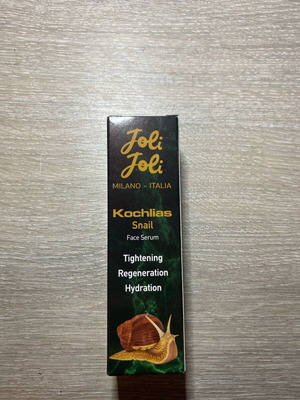 Joli
Joli
MILANO - ITALIA
Kochlias
Snail
Face Serum
Tightening
Regeneration
Hydration